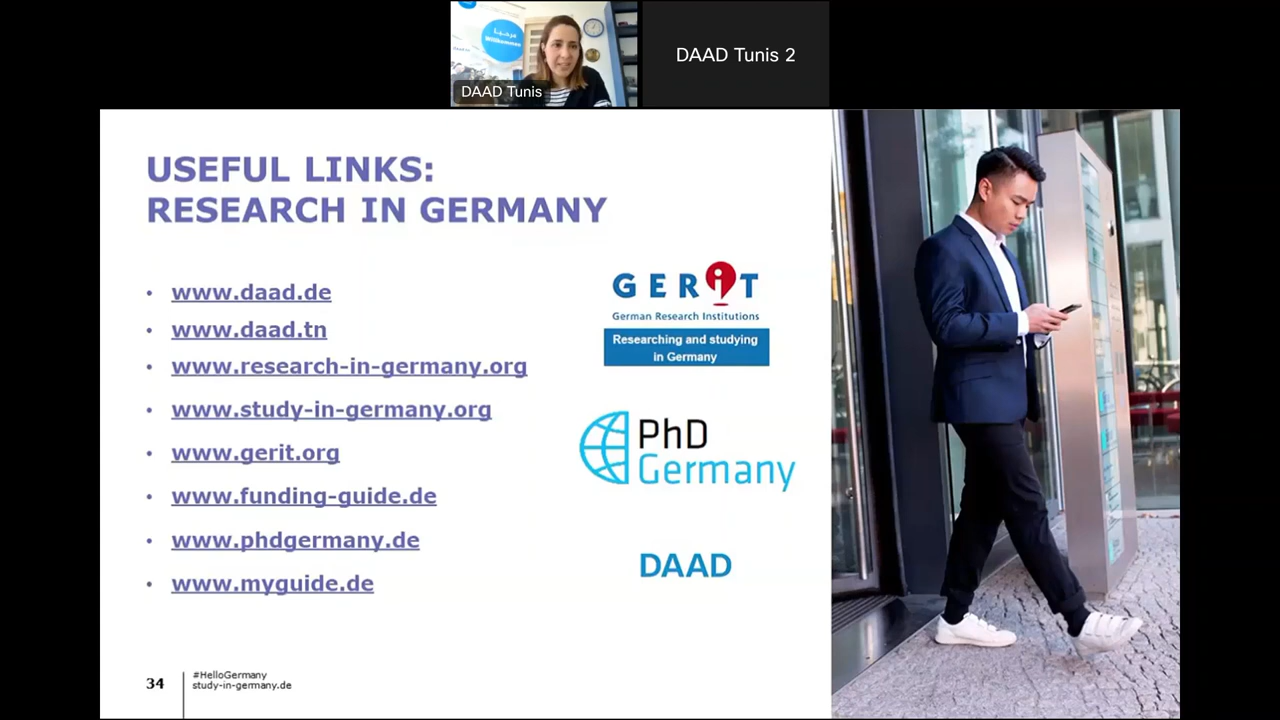 مرحبا
Willkommen
DAAD Tunis
DAAD Tunis 2
USEFUL LINKS:
RESEARCH IN GERMANY
• www.daad.de
• www.daad.tn
• www.research-in-germany.org
• www.study-in-germany.org
• www.gerit.org
• www.funding-guide.de
• www.phdgermany.de
• www.myguide.de
GERiT
German Research Institutions
Researching and studying
in Germany
PhD
Germany
DAAD
34
#HelloGermany
study-in-germany.de